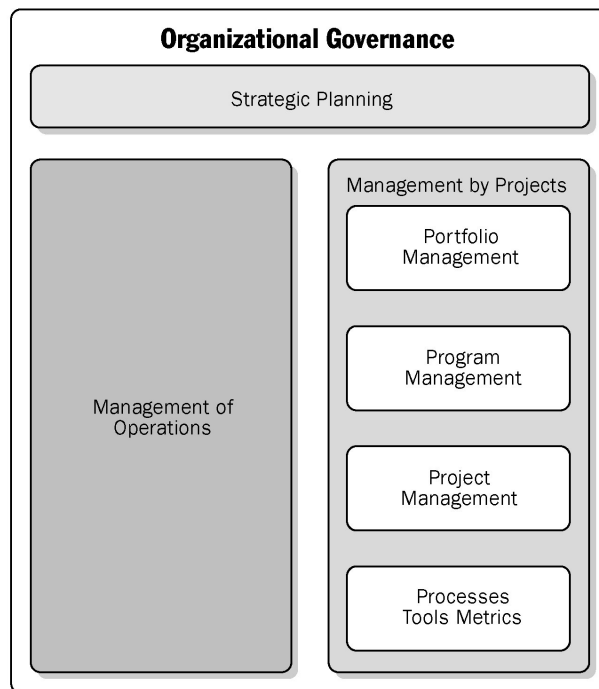 Organizational Governance
Strategic Planning
Management of
Operations
Management by Projects
Portfolio
Management
Program
Management
Project
Management
Processes
Tools Metrics